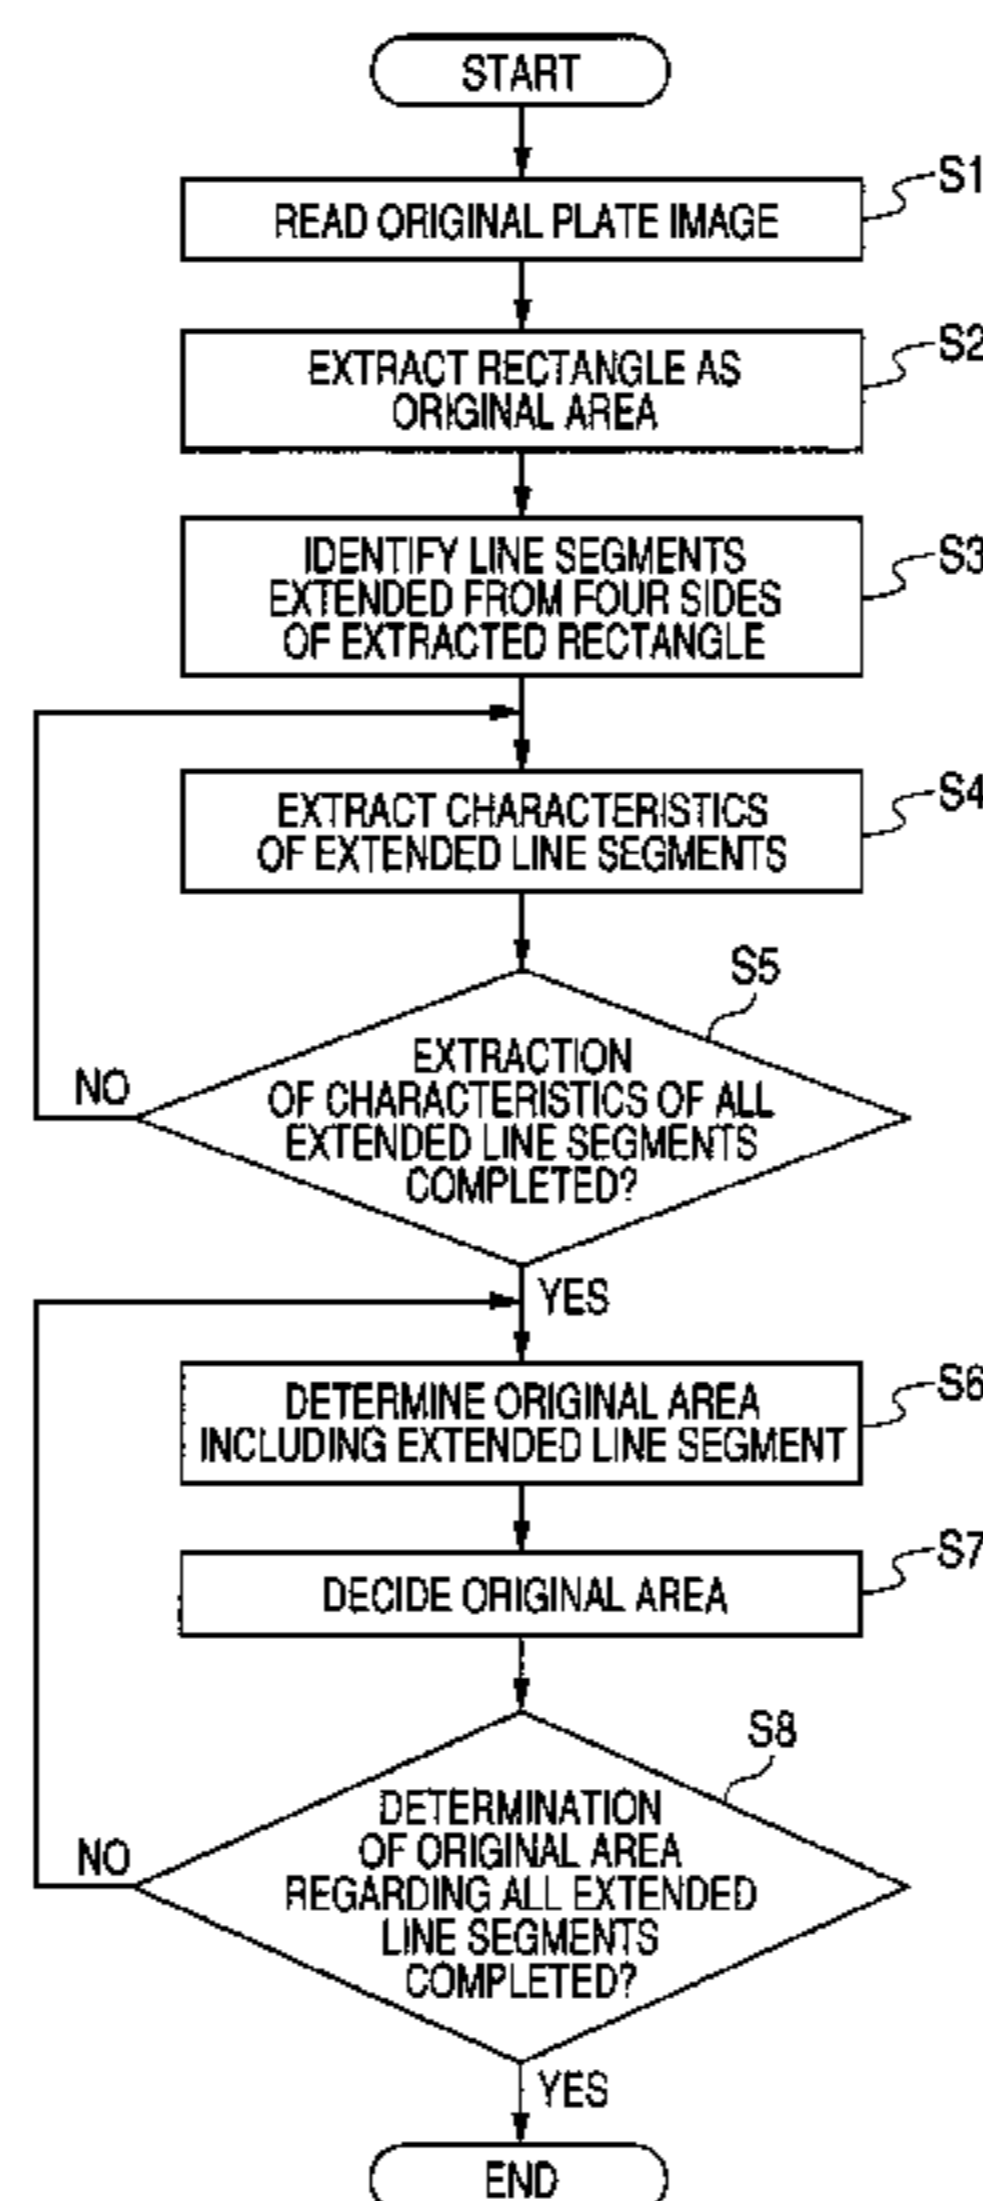 START
READ ORIGINAL PLATE IMAGE
S1
EXTRACT RECTANGLE AS
ORIGINAL AREA
S2
IDENTIFY LINE SEGMENTS
EXTENDED FROM FOUR SIDES
OF EXTRACTED RECTANGLE
S3
EXTRACT CHARACTERISTICS
OF EXTENDED LINE SEGMENTS
S4
S5
EXTRACTION
OF CHARACTERISTICS OF ALL
EXTENDED LINE SEGMENTS
COMPLETED?
NO
YES
DETERMINE ORIGINAL AREA
INCLUDING EXTENDED LINE SEGMENT
S6
DECIDE ORIGINAL AREA
S7
S8
DETERMINATION
OF ORIGINAL AREA
REGARDING ALL EXTENDED
LINE SEGMENTS
COMPLETED?
NO
YES
END